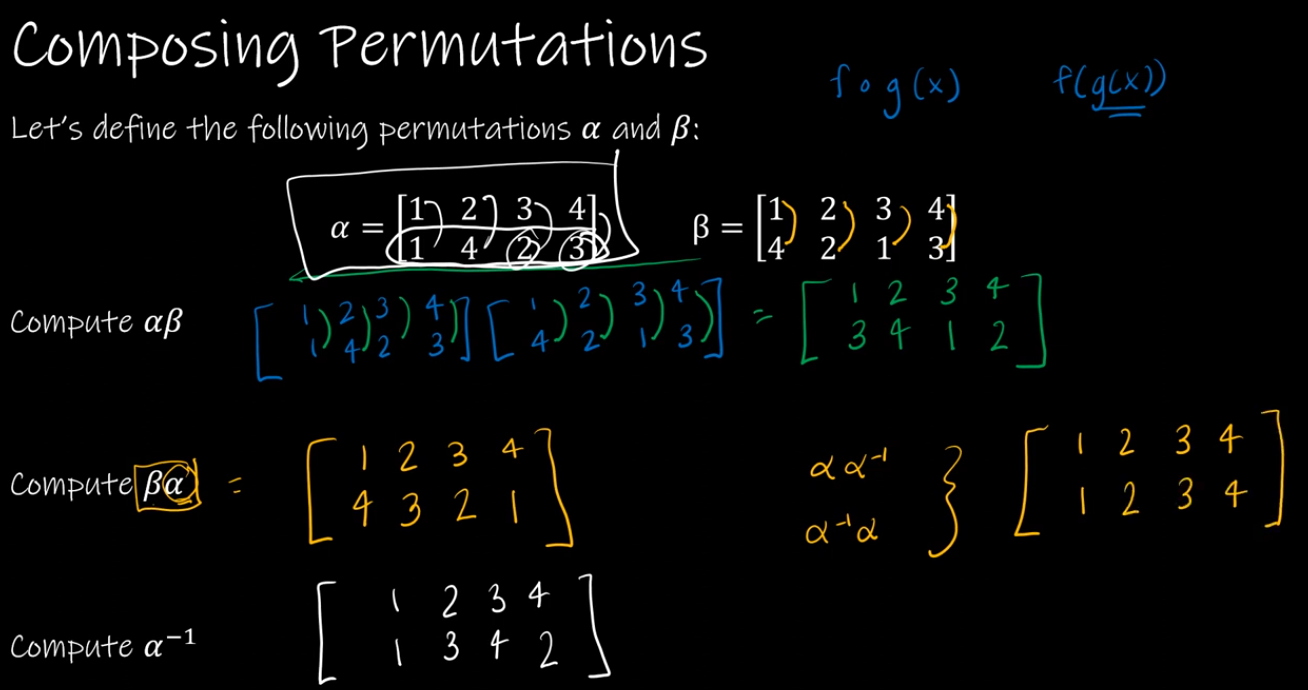 Composing Permutations
f∘g(x) f(g(x))
Let's define the following permutations α and β:
α = [1 2 3 4] β = [1 2 3 4]
[1 4 2 3] [4 2 1 3]
Compute αβ [1 2 3 4] [1 2 3 4] = [1 2 3 4]
[1 4 2 3] [4 2 1 3] [3 4 1 2]
Compute βα = [1 2 3 4] αα⁻¹ } [1 2 3 4]
[4 3 2 1] α⁻¹α [1 2 3 4]
Compute α⁻¹ [1 2 3 4]
[1 3 4 2]